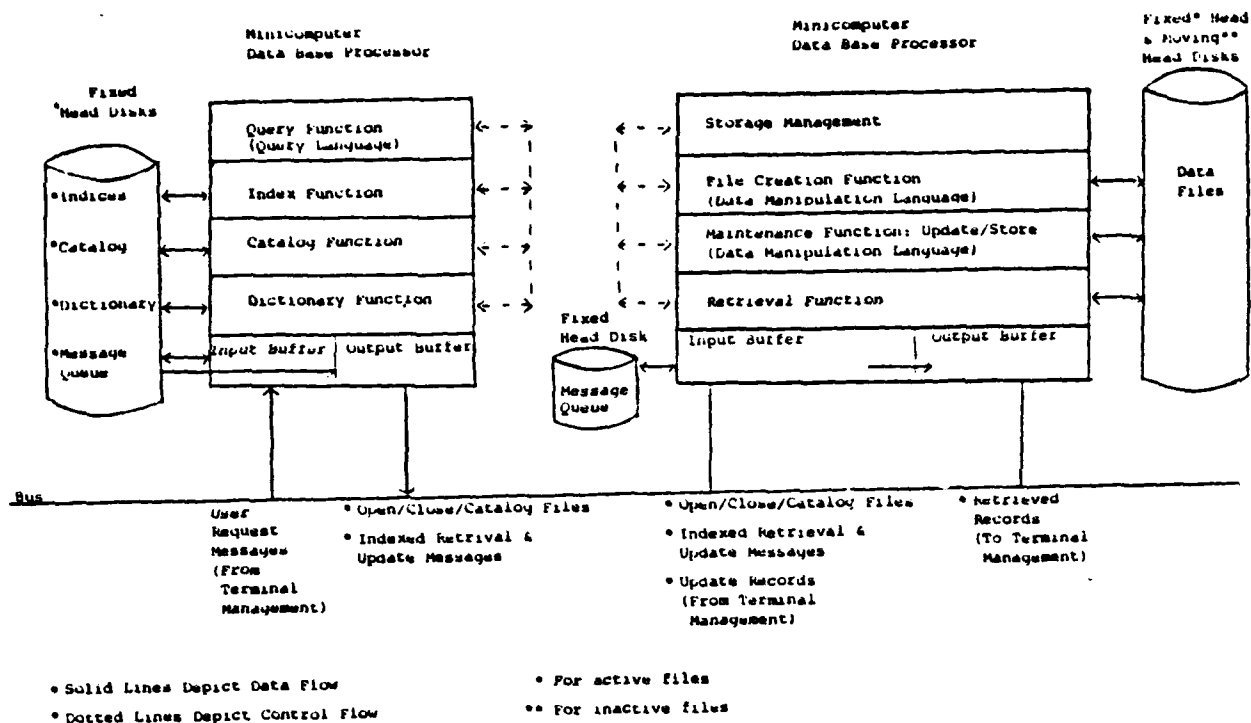 Minicomputer
Data Base Processor
Minicomputer
Data Base Processor
Fixed* Head
& Moving**
Head Disks
Fixed
*Head Disks
Query Function
(Query Language)
Index Function
Catalog Function
Dictionary Function
Input Buffer
Output Buffer
*Indices
*Catalog
*Dictionary
*Message
Queue
Storage Management
File Creation Function
(Data Manipulation Language)
Maintenance Function: Update/Store
(Data Manipulation Language)
Retrieval Function
Input Buffer
Output Buffer
Data
Files
Fixed
Head Disk
Message
Queue
Bus
User
Request
Messages
(From
Terminal
Management)
* Open/Close/Catalog Files
* Indexed Retrival &
Update Messages
* Open/Close/Catalog Files
* Indexed Retrieval &
Update Messages
* Update Records
(From Terminal
Management)
* Retrieved
Records
(To Terminal
Management)
* Solid Lines Depict Data Flow
* Dotted Lines Depict Control Flow
* For active files
** For inactive files